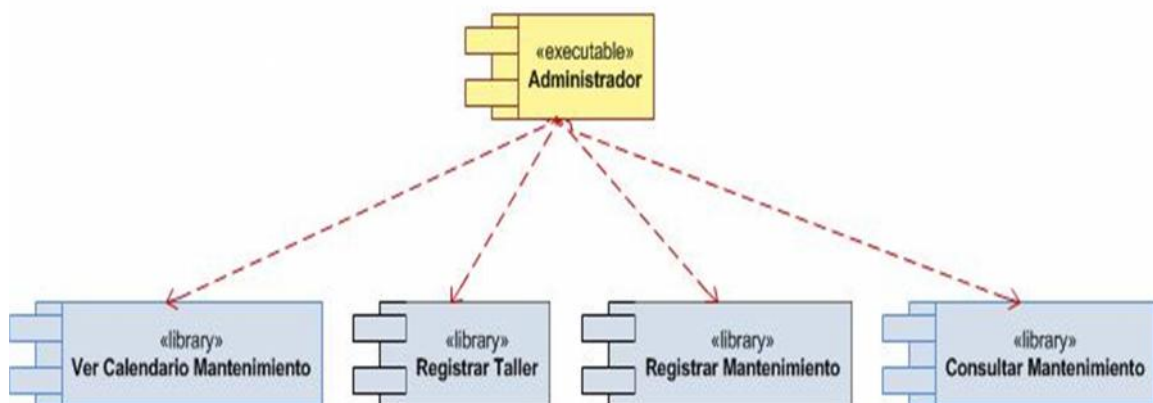 «executable»
Administrador
«library»
Ver Calendario Mantenimiento
«library»
Registrar Taller
«library»
Registrar Mantenimiento
«library»
Consultar Mantenimiento